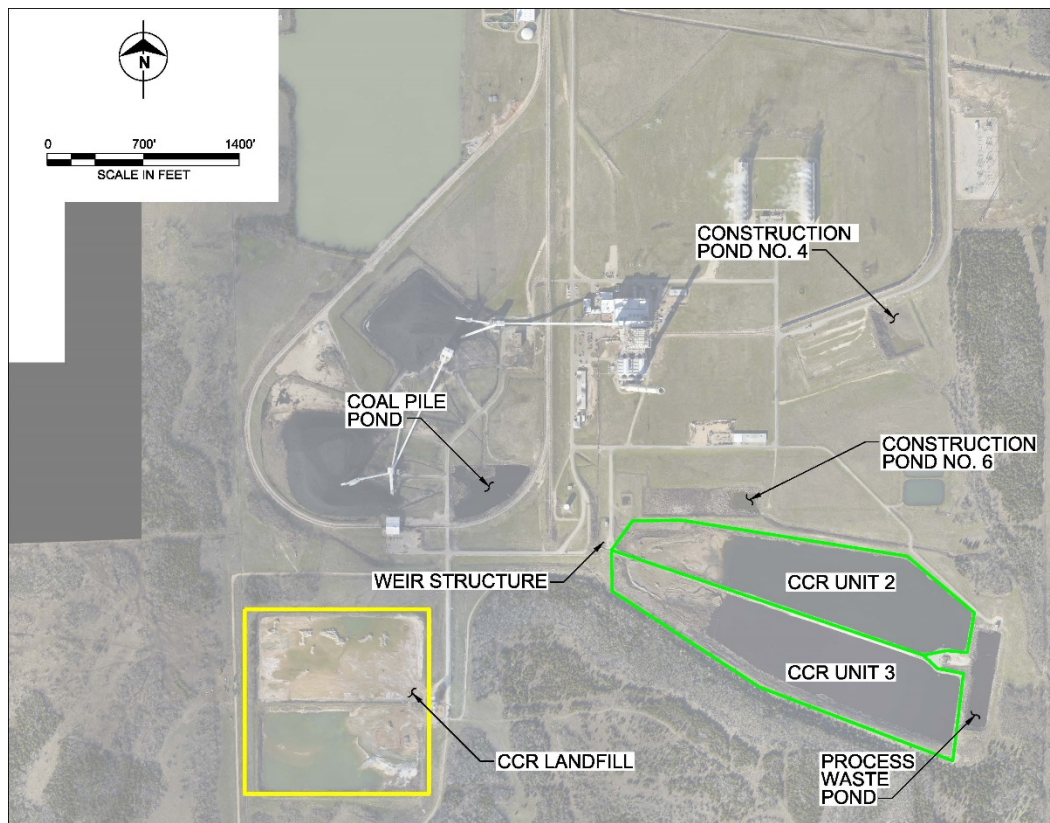 N
0 700' 1400'
SCALE IN FEET
CONSTRUCTION
POND NO. 4
COAL PILE
POND
CONSTRUCTION
POND NO. 6
WEIR STRUCTURE
CCR UNIT 2
CCR UNIT 3
CCR LANDFILL
PROCESS
WASTE
POND